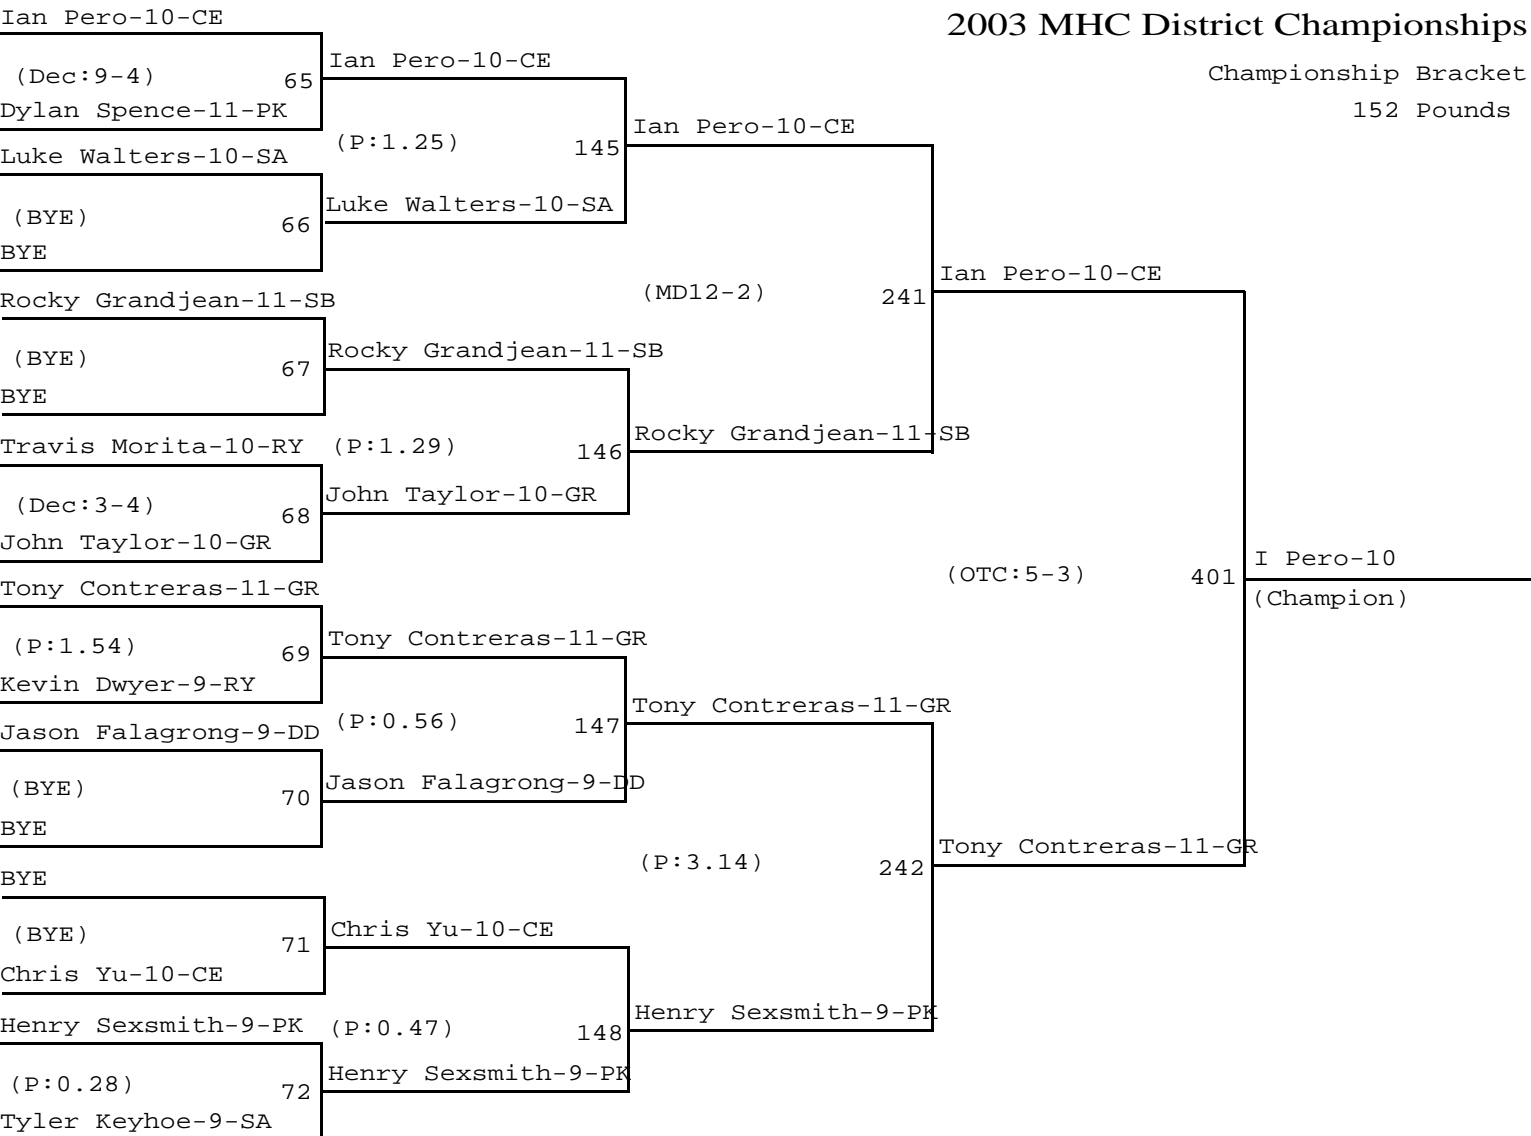 2003 MHC District Championships
Championship Bracket
152 Pounds
Ian Pero-10-CE
(Dec:9-4)
65
Dylan Spence-11-PK
Luke Walters-10-SA
(BYE)
66
BYE
Rocky Grandjean-11-SB
(BYE)
67
BYE
Travis Morita-10-RY
(Dec:3-4)
68
John Taylor-10-GR
Tony Contreras-11-GR
(P:1.54)
69
Kevin Dwyer-9-RY
Jason Falagrong-9-DD
(BYE)
70
BYE
BYE
(BYE)
71
Chris Yu-10-CE
Henry Sexsmith-9-PK
(P:0.28)
72
Tyler Keyhoe-9-SA
Ian Pero-10-CE
(P:1.25)
145
Luke Walters-10-SA
Rocky Grandjean-11-SB
(P:1.29)
146
John Taylor-10-GR
Tony Contreras-11-GR
(P:0.56)
147
Jason Falagrong-9-DD
Chris Yu-10-CE
(P:0.47)
148
Henry Sexsmith-9-PK
Ian Pero-10-CE
(MD12-2)
241
Rocky Grandjean-11-SB
Tony Contreras-11-GR
(P:3.14)
242
Henry Sexsmith-9-PK
Ian Pero-10-CE
(OTC:5-3)
401
Tony Contreras-11-GR
I Pero-10
(Champion)